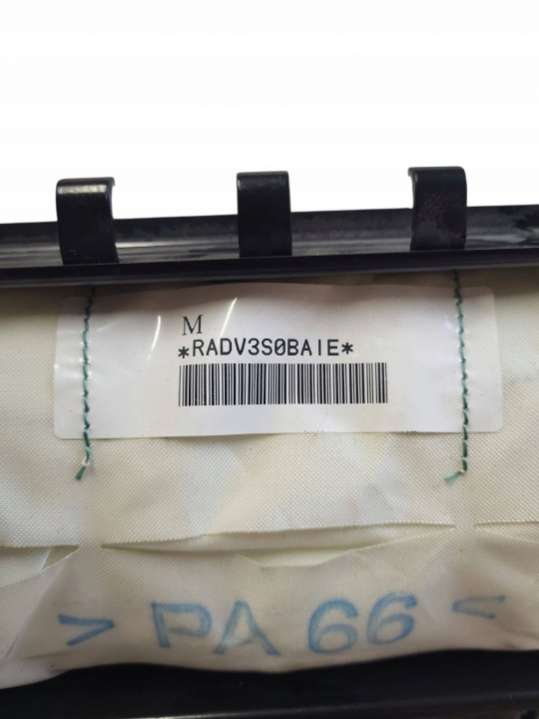 M
*RADV3S0BAIE*
> PA 66 <